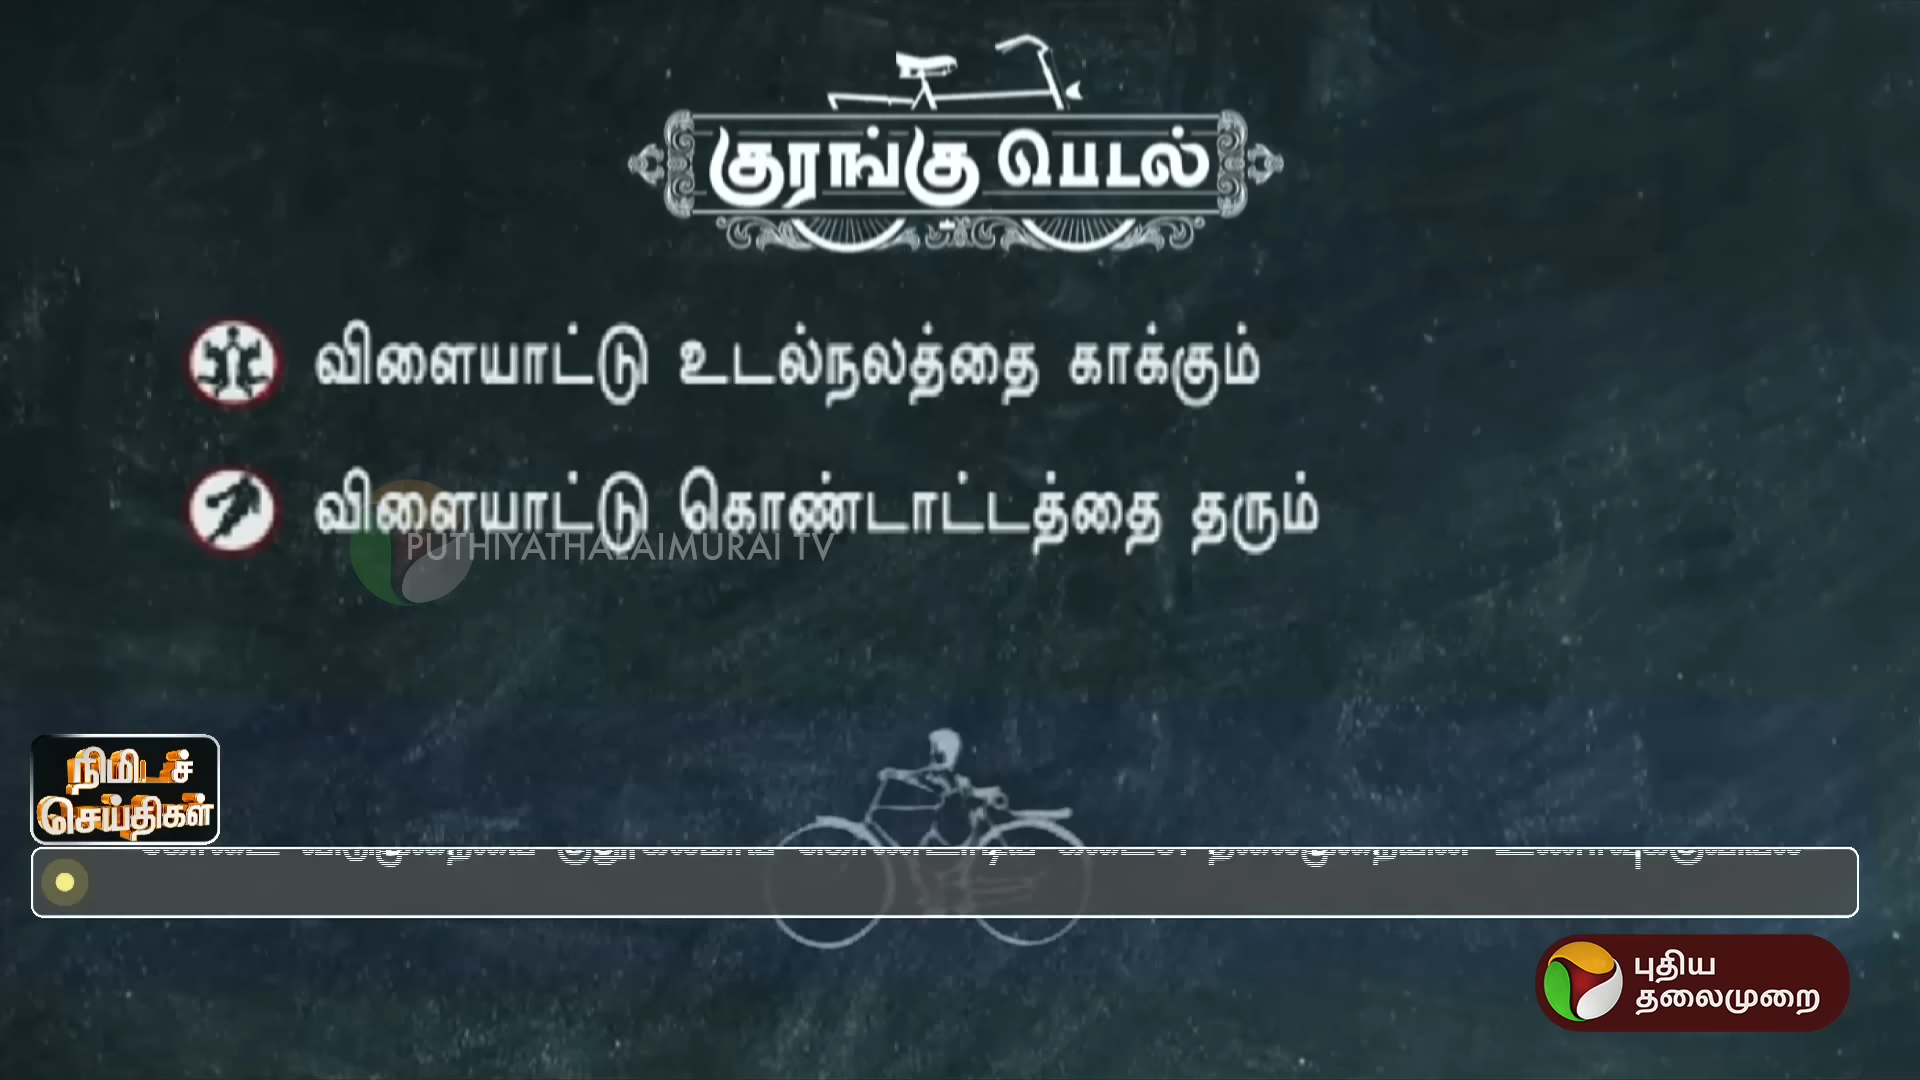 குரங்கு பெடல்
விளையாட்டு உடல்நலத்தை காக்கும்
விளையாட்டு கொண்டாட்டத்தை தரும்
PUTHIYATHALAIMURAI TV
நிமிடச்
செய்திகள்
புதிய
தலைமுறை